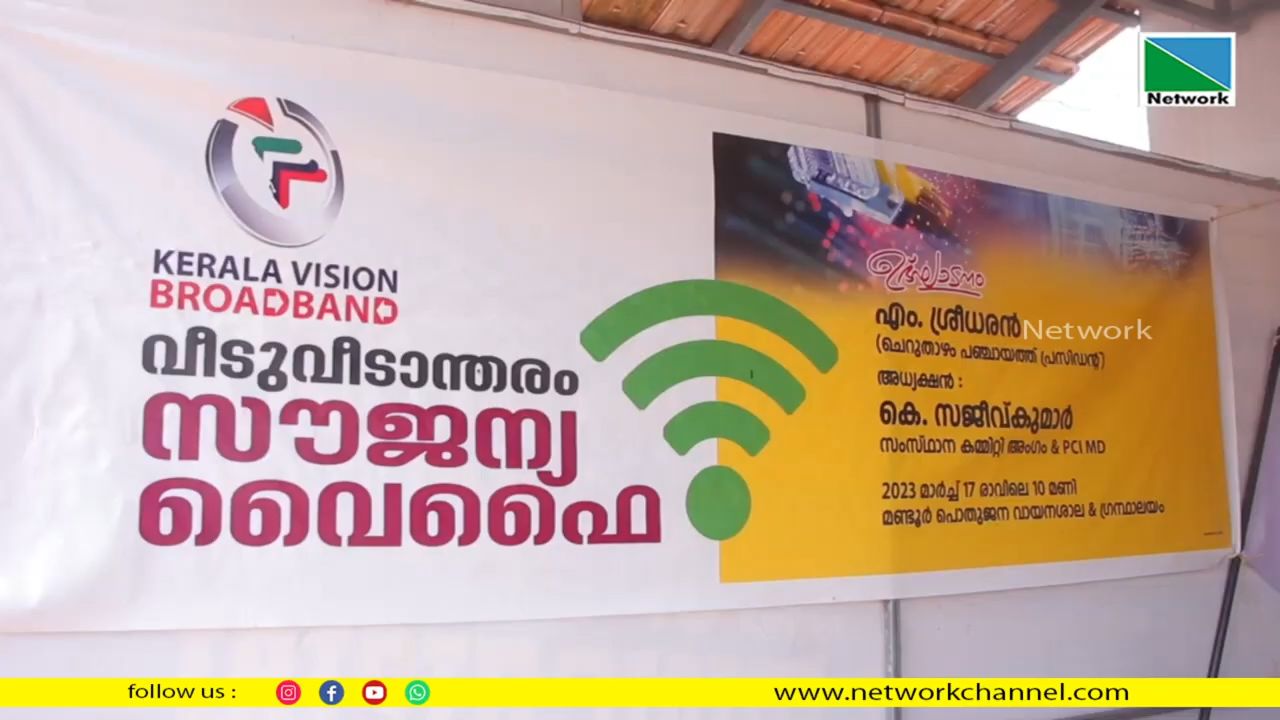 Network
KERALA VISION
BROADBAND
വീടുവീടാന്തരം
സൗജന്യ
വൈഫൈ
ഉദ്ഘാടനം
എം. ശ്രീധരൻ
Network
(ചെറുതാഴം പഞ്ചായത്ത് പ്രസിഡന്റ്)
അധ്യക്ഷൻ :
കെ. സജീവ്കുമാർ
സംസ്ഥാന കമ്മിറ്റി അംഗം & PCI MD
2023 മാർച്ച് 17 രാവിലെ 10 മണി
മണ്ടൂർ പൊതുജന വായനശാല & ഗ്രന്ഥാലയം
follow us :
www.networkchannel.com